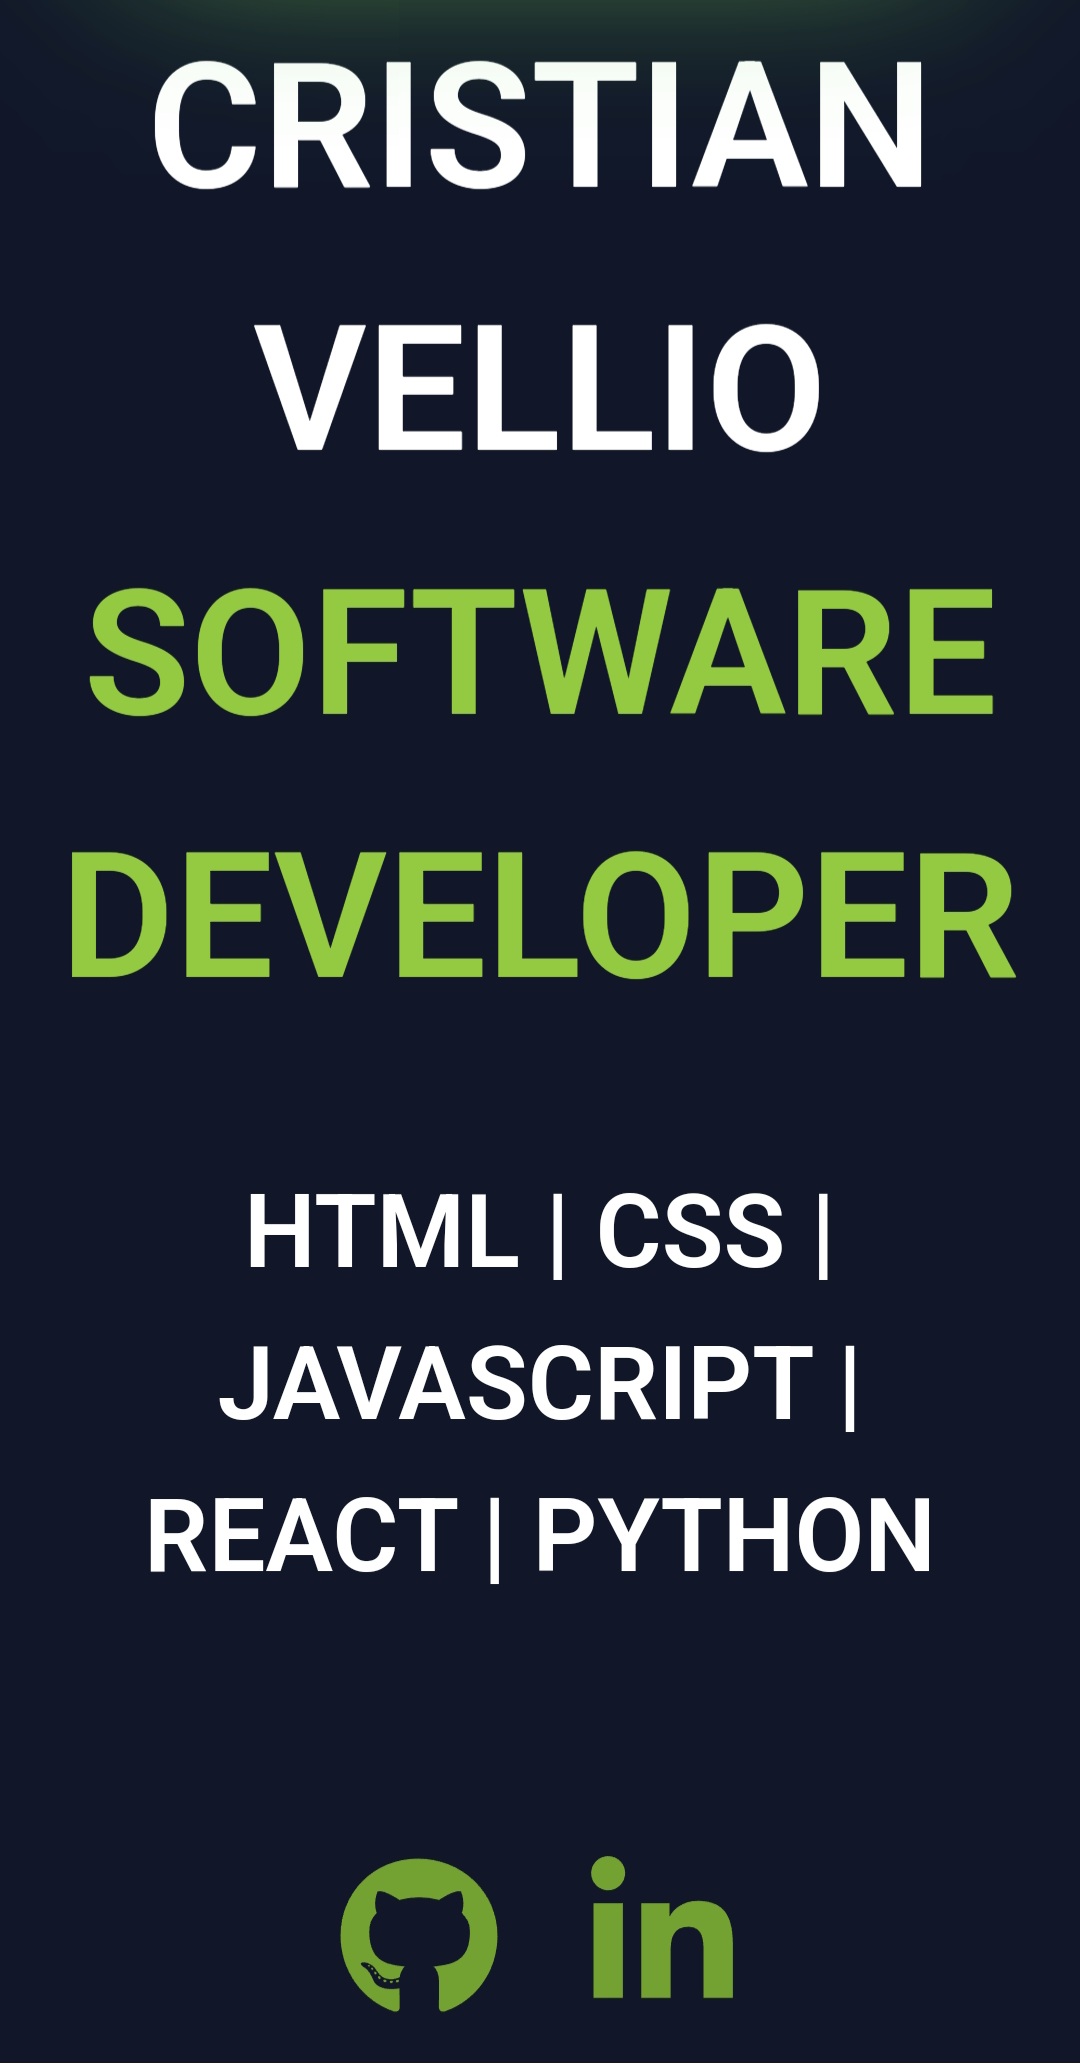 CRISTIAN
VELLIO
SOFTWARE
DEVELOPER
HTML | CSS |
JAVASCRIPT |
REACT | PYTHON
in